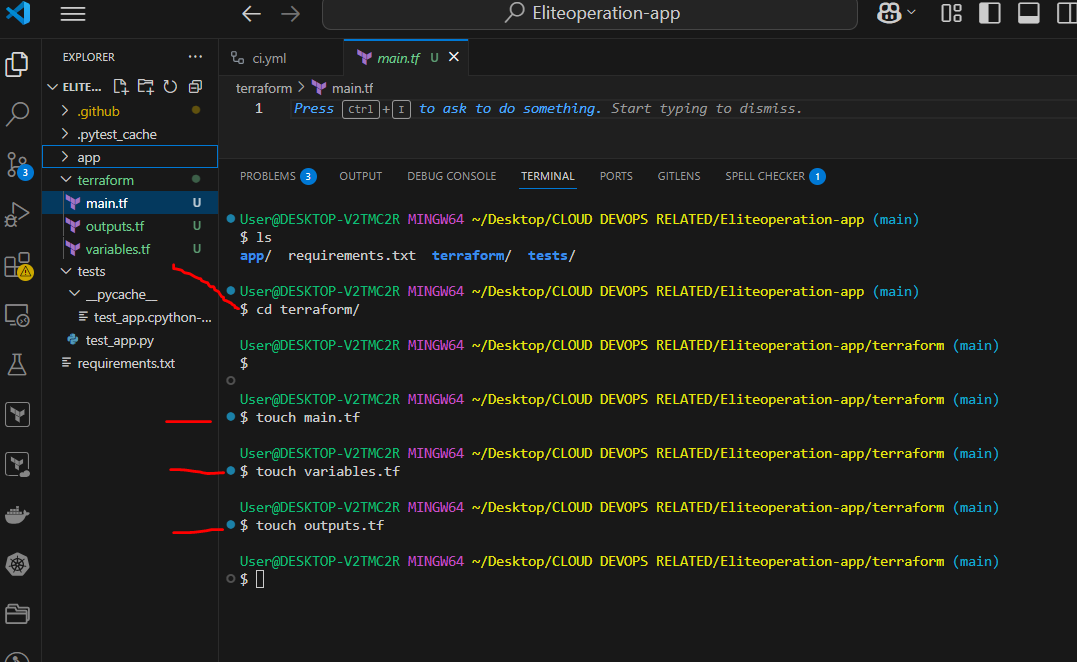 Eliteoperation-app
EXPLORER
ELITE...
.github
.pytest_cache
app
terraform
main.tf U
outputs.tf U
variables.tf U
tests
__pycache__
test_app.cpython-...
test_app.py
requirements.txt
3
ci.yml
main.tf U
terraform > main.tf
1 Press Ctrl + I to ask to do something. Start typing to dismiss.
PROBLEMS 3 OUTPUT DEBUG CONSOLE TERMINAL PORTS GITLENS SPELL CHECKER 1
User@DESKTOP-V2TMC2R MINGW64 ~/Desktop/CLOUD DEVOPS RELATED/Eliteoperation-app (main)
$ ls
app/ requirements.txt terraform/ tests/
User@DESKTOP-V2TMC2R MINGW64 ~/Desktop/CLOUD DEVOPS RELATED/Eliteoperation-app (main)
$ cd terraform/
User@DESKTOP-V2TMC2R MINGW64 ~/Desktop/CLOUD DEVOPS RELATED/Eliteoperation-app/terraform (main)
$
User@DESKTOP-V2TMC2R MINGW64 ~/Desktop/CLOUD DEVOPS RELATED/Eliteoperation-app/terraform (main)
$ touch main.tf
User@DESKTOP-V2TMC2R MINGW64 ~/Desktop/CLOUD DEVOPS RELATED/Eliteoperation-app/terraform (main)
$ touch variables.tf
User@DESKTOP-V2TMC2R MINGW64 ~/Desktop/CLOUD DEVOPS RELATED/Eliteoperation-app/terraform (main)
$ touch outputs.tf
User@DESKTOP-V2TMC2R MINGW64 ~/Desktop/CLOUD DEVOPS RELATED/Eliteoperation-app/terraform (main)
$